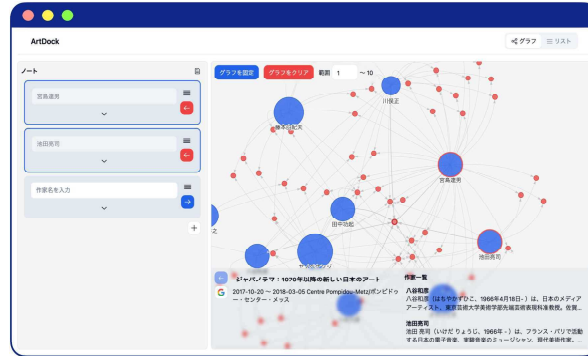 ArtDock
グラフ
リスト
ノート
グラフを固定
グラフをクリア
範囲
1
～10
宮島達男
池田亮司
作家名を入力
川俣正
藤本由紀夫
宮島達男
田中功起
池田亮司
ジャパノラマ：1970年以降の新しい日本のアート
2017-10-20 ～ 2018-03-05 Centre Pompidou-Metz/ポンピドゥ
ー・センター・メッス
作家一覧
八谷和彦
八谷和彦（はちやかずひこ、1966年4月18日-）は、日本のメディア
アーティスト。東京芸術大学美術学部先端芸術表現科准教授。佐賀...
池田亮司
池田 亮司（いけだ りょうじ、1966年 - ）は、フランス・パリで活動
する日本の電子音楽、実験音楽のミュージシャン、現代美術作家。